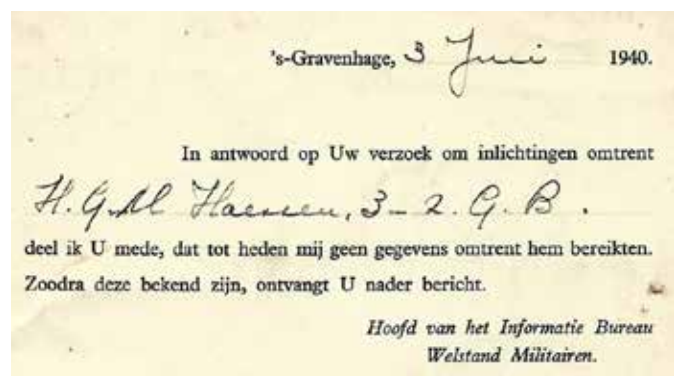 's-Gravenhage, 3 Juni 1940.
In antwoord op Uw verzoek om inlichtingen omtrent
H.G.M Haessen, 3-2.G.B.
deel ik U mede, dat tot heden mij geen gegevens omtrent hem bereikten.
Zoodra deze bekend zijn, ontvangt U nader bericht.
Hoofd van het Informatie Bureau
Welstand Militairen.